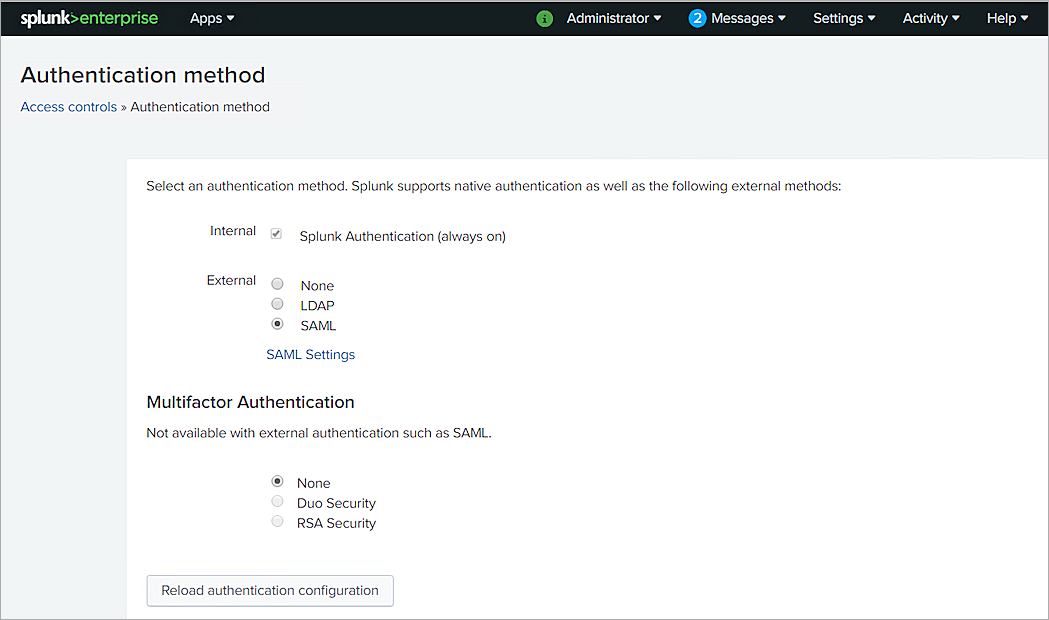 splunk>enterprise Apps ▾ i Administrator ▾ 2 Messages ▾ Settings ▾ Activity ▾ Help ▾
Authentication method
Access controls » Authentication method
Select an authentication method. Splunk supports native authentication as well as the following external methods:
Internal Splunk Authentication (always on)
External None
LDAP
SAML
SAML Settings
Multifactor Authentication
Not available with external authentication such as SAML.
None
Duo Security
RSA Security
Reload authentication configuration